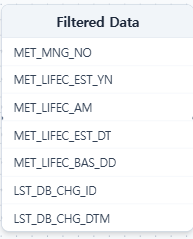 Filtered Data
MET_MNG_NO
MET_LIFEC_EST_YN
MET_LIFEC_AM
MET_LIFEC_EST_DT
MET_LIFEC_BAS_DD
LST_DB_CHG_ID
LST_DB_CHG_DTM